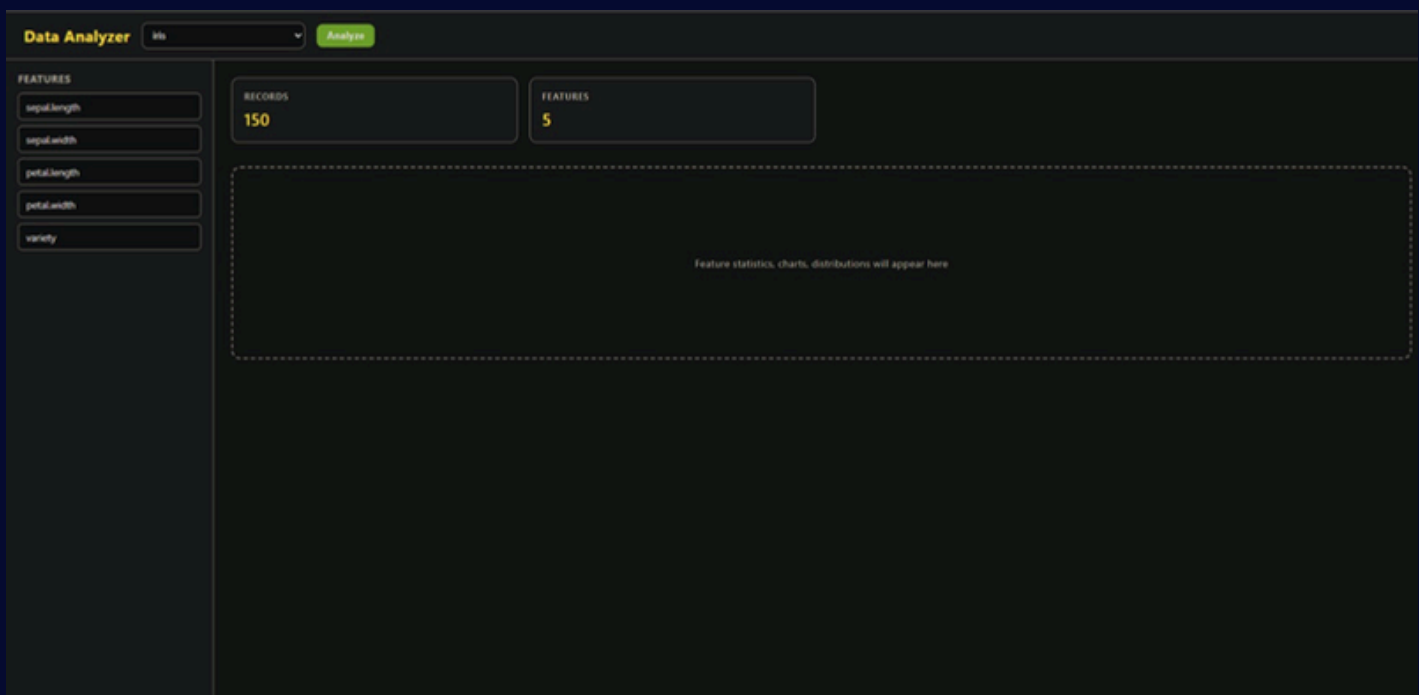 Data Analyzer iris Analyze
FEATURES
sepal.length
sepal.width
petal.length
petal.width
variety
RECORDS
150
FEATURES
5
Feature statistics, charts, distributions will appear here